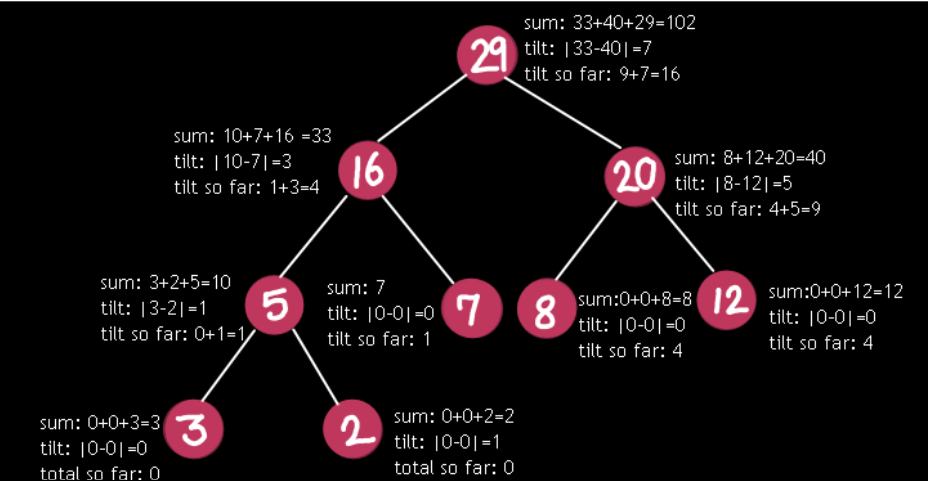 sum: 33+40+29=102
tilt: |33-40|=7
tilt so far: 9+7=16
29
sum: 10+7+16 =33
tilt: |10-7|=3
tilt so far: 1+3=4
16
20
sum: 8+12+20=40
tilt: |8-12|=5
tilt so far: 4+5=9
sum: 3+2+5=10
tilt: |3-2|=1
tilt so far: 0+1=1
5
sum: 7
tilt: |0-0|=0
tilt so far: 1
7
8
sum:0+0+8=8
tilt: |0-0|=0
tilt so far: 4
12
sum:0+0+12=12
tilt: |0-0|=0
tilt so far: 4
sum: 0+0+3=3
tilt: |0-0|=0
total so far: 0
3
2
sum: 0+0+2=2
tilt: |0-0|=1
total so far: 0